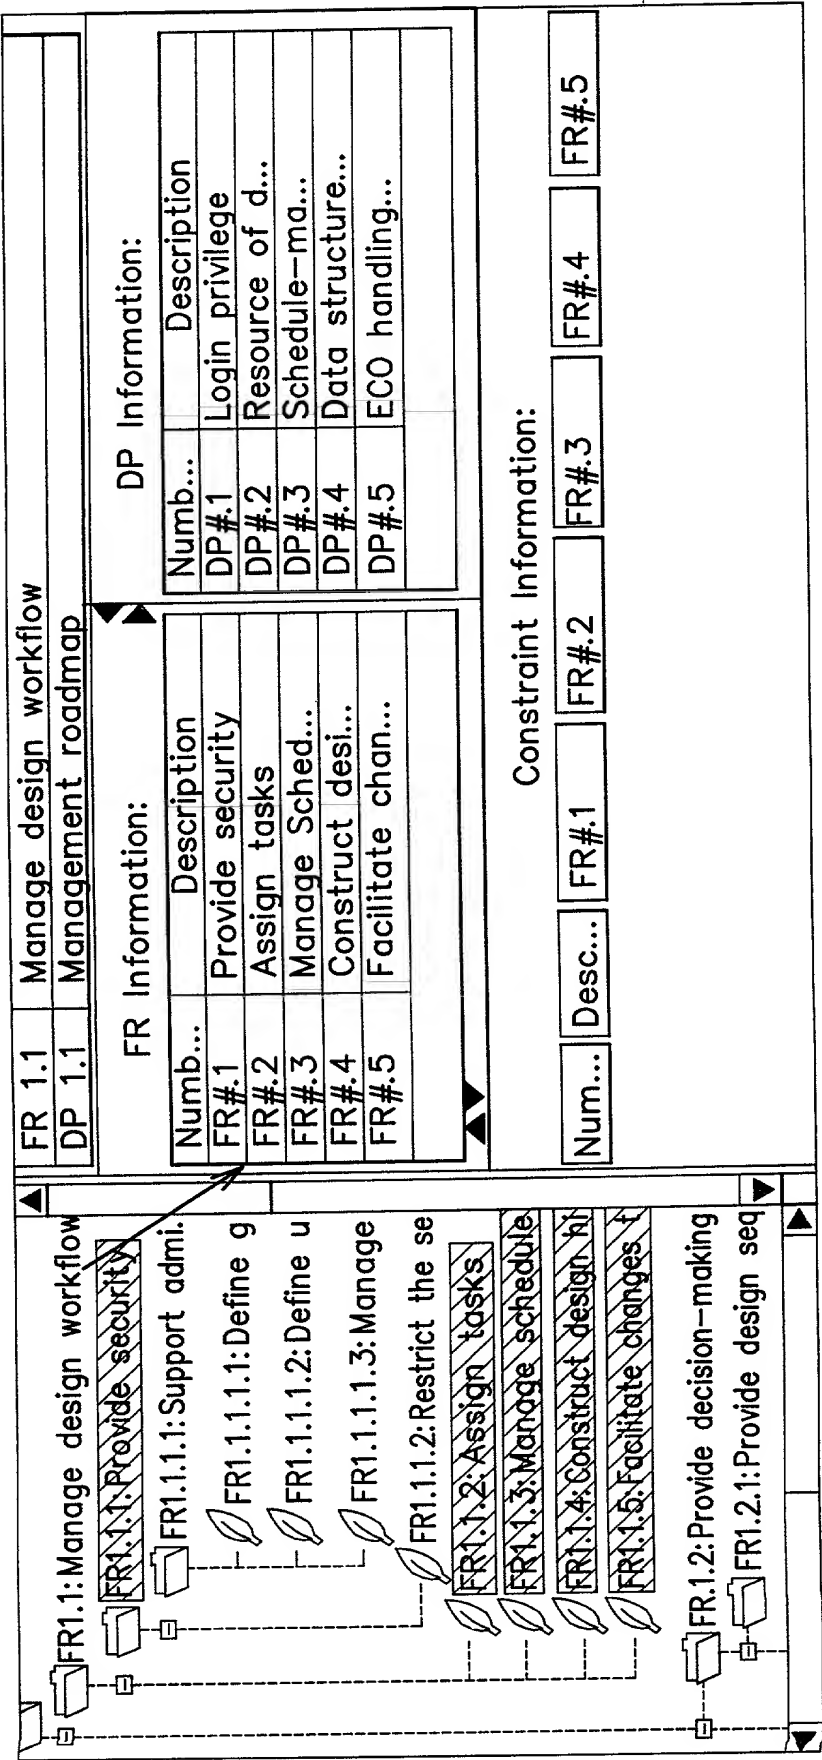 FR1.1:Manage design workflow
FR1.1.1:Provide security
FR1.1.1.1:Support admi.
FR1.1.1.1.1:Define g
FR1.1.1.1.2:Define u
FR1.1.1.1.3:Manage
FR1.1.1.2:Restrict the se
FR1.1.2:Assign tasks
FR1.1.3:Manage schedule
FR1.1.4:Construct design hi
FR1.1.5:Facilitate changes t
FR.1.2:Provide decision-making
FR1.2.1:Provide design seq
FR 1.1 Manage design workflow
DP 1.1 Management roadmap
FR Information:
Numb... Description
FR#.1 Provide security
FR#.2 Assign tasks
FR#.3 Manage Sched...
FR#.4 Construct desi...
FR#.5 Facilitate chan...
DP Information:
Numb... Description
DP#.1 Login privilege
DP#.2 Resource of d...
DP#.3 Schedule-ma...
DP#.4 Data structure...
DP#.5 ECO handling...
Constraint Information:
Num... Desc... FR#.1 FR#.2 FR#.3 FR#.4 FR#.5